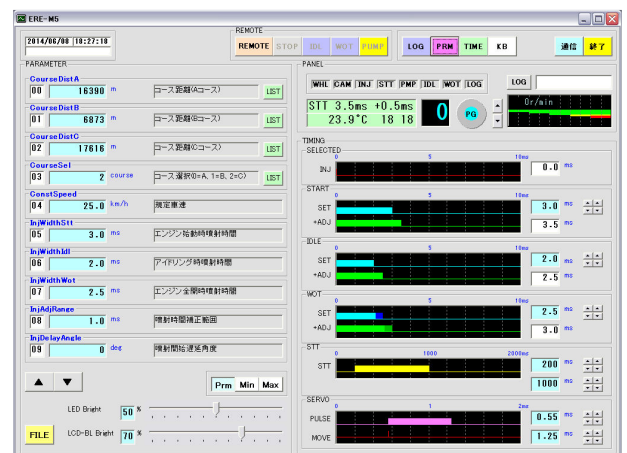 ERE-M5
2014/06/08 18:27:18
REMOTE
REMOTE STOP IDL WOT PUMP
LOG PRM TIME KB
通信 終了
PARAMETER
CourseDistA
00 16390 m コース距離(Aコース) LIST
CourseDistB
01 6873 m コース距離(Bコース) LIST
CourseDistC
02 17616 m コース距離(Cコース) LIST
CourseSel
03 2 course コース選択(0=A, 1=B, 2=C) LIST
ConstSpeed
04 25.0 km/h 規定車速
InjWidthStt
05 3.0 ms エンジン始動時噴射時間
InjWidthIdl
06 2.0 ms アイドリング時噴射時間
InjWidthWot
07 2.5 ms エンジン全開時噴射時間
InjAdjRange
08 1.0 ms 噴射時間補正範囲
InjDelayAngle
09 0 deg 噴射開始遅延角度
▲ ▼ Prm Min Max
LED Bright 50 %
FILE LCD-BL Bright 70 %
PANEL
WHL CAM INJ STT PMP IDL WOT LOG
LOG
STT 3.5ms +0.5ms
23.9°C 18 18
0
PG
0r/min
TIMING
SELECTED
0 5 10ms
INJ 0.0 ms
START
0 5 10ms
SET 3.0 ms
+ADJ 3.5 ms
IDLE
0 5 10ms
SET 2.0 ms
+ADJ 2.5 ms
WOT
0 5 10ms
SET 2.5 ms
+ADJ 3.0 ms
STT
0 1000 2000ms
STT 200 ms
1000 ms
SERVO
0 1 2ms
PULSE 0.55 ms
MOVE 1.25 ms